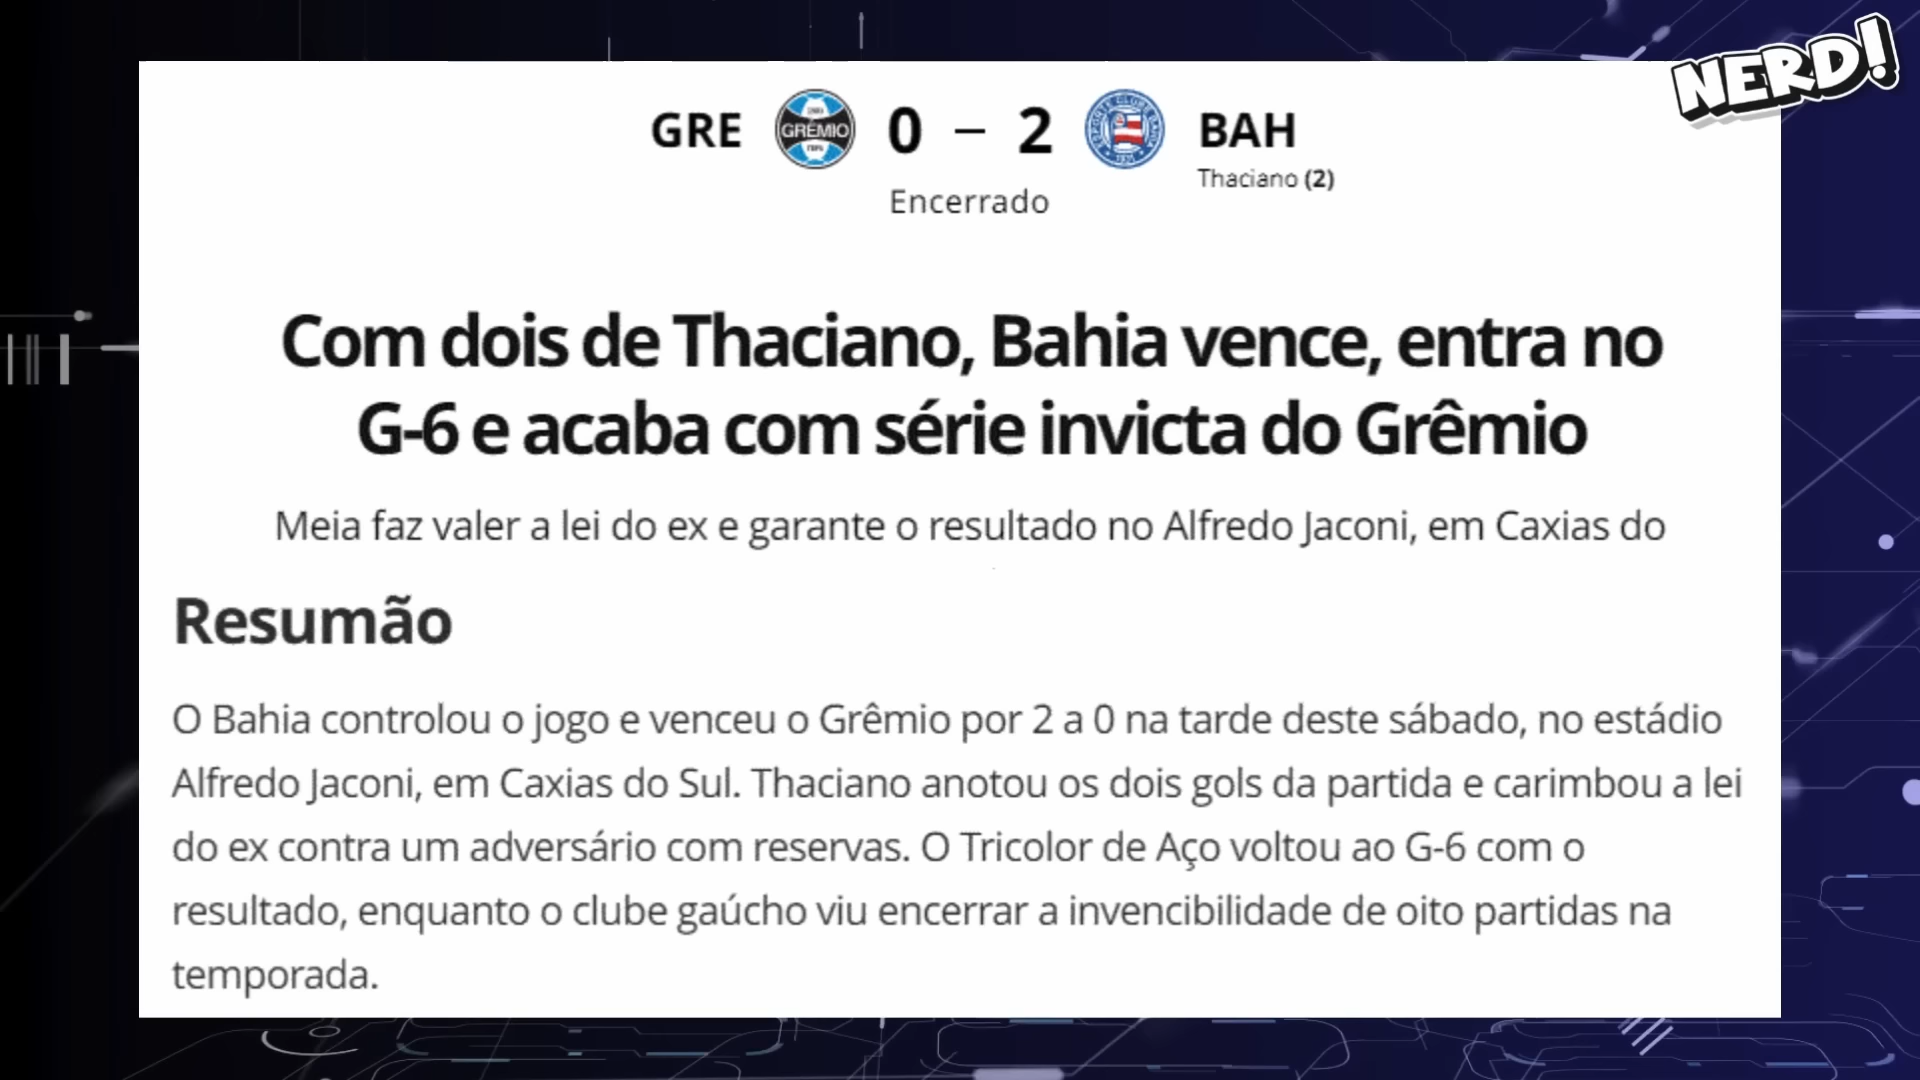 NERD!
GRE GRÊMIO 0 – 2 BAH
Thaciano (2)
Encerrado
Com dois de Thaciano, Bahia vence, entra no
G-6 e acaba com série invicta do Grêmio
Meia faz valer a lei do ex e garante o resultado no Alfredo Jaconi, em Caxias do
Resumão
O Bahia controlou o jogo e venceu o Grêmio por 2 a 0 na tarde deste sábado, no estádio
Alfredo Jaconi, em Caxias do Sul. Thaciano anotou os dois gols da partida e carimbou a lei
do ex contra um adversário com reservas. O Tricolor de Aço voltou ao G-6 com o
resultado, enquanto o clube gaúcho viu encerrar a invencibilidade de oito partidas na
temporada.